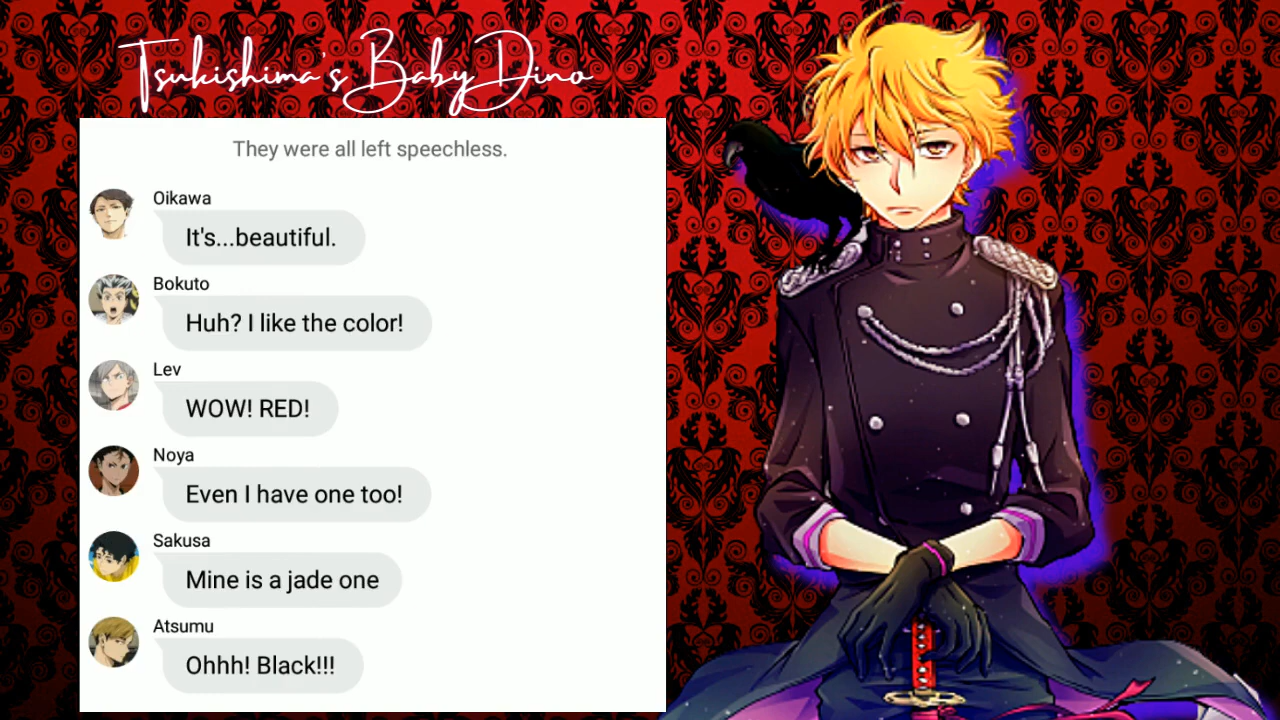 Tsukishima's Baby Dino
They were all left speechless.
Oikawa
It's...beautiful.
Bokuto
Huh? I like the color!
Lev
WOW! RED!
Noya
Even I have one too!
Sakusa
Mine is a jade one
Atsumu
Ohhh! Black!!!